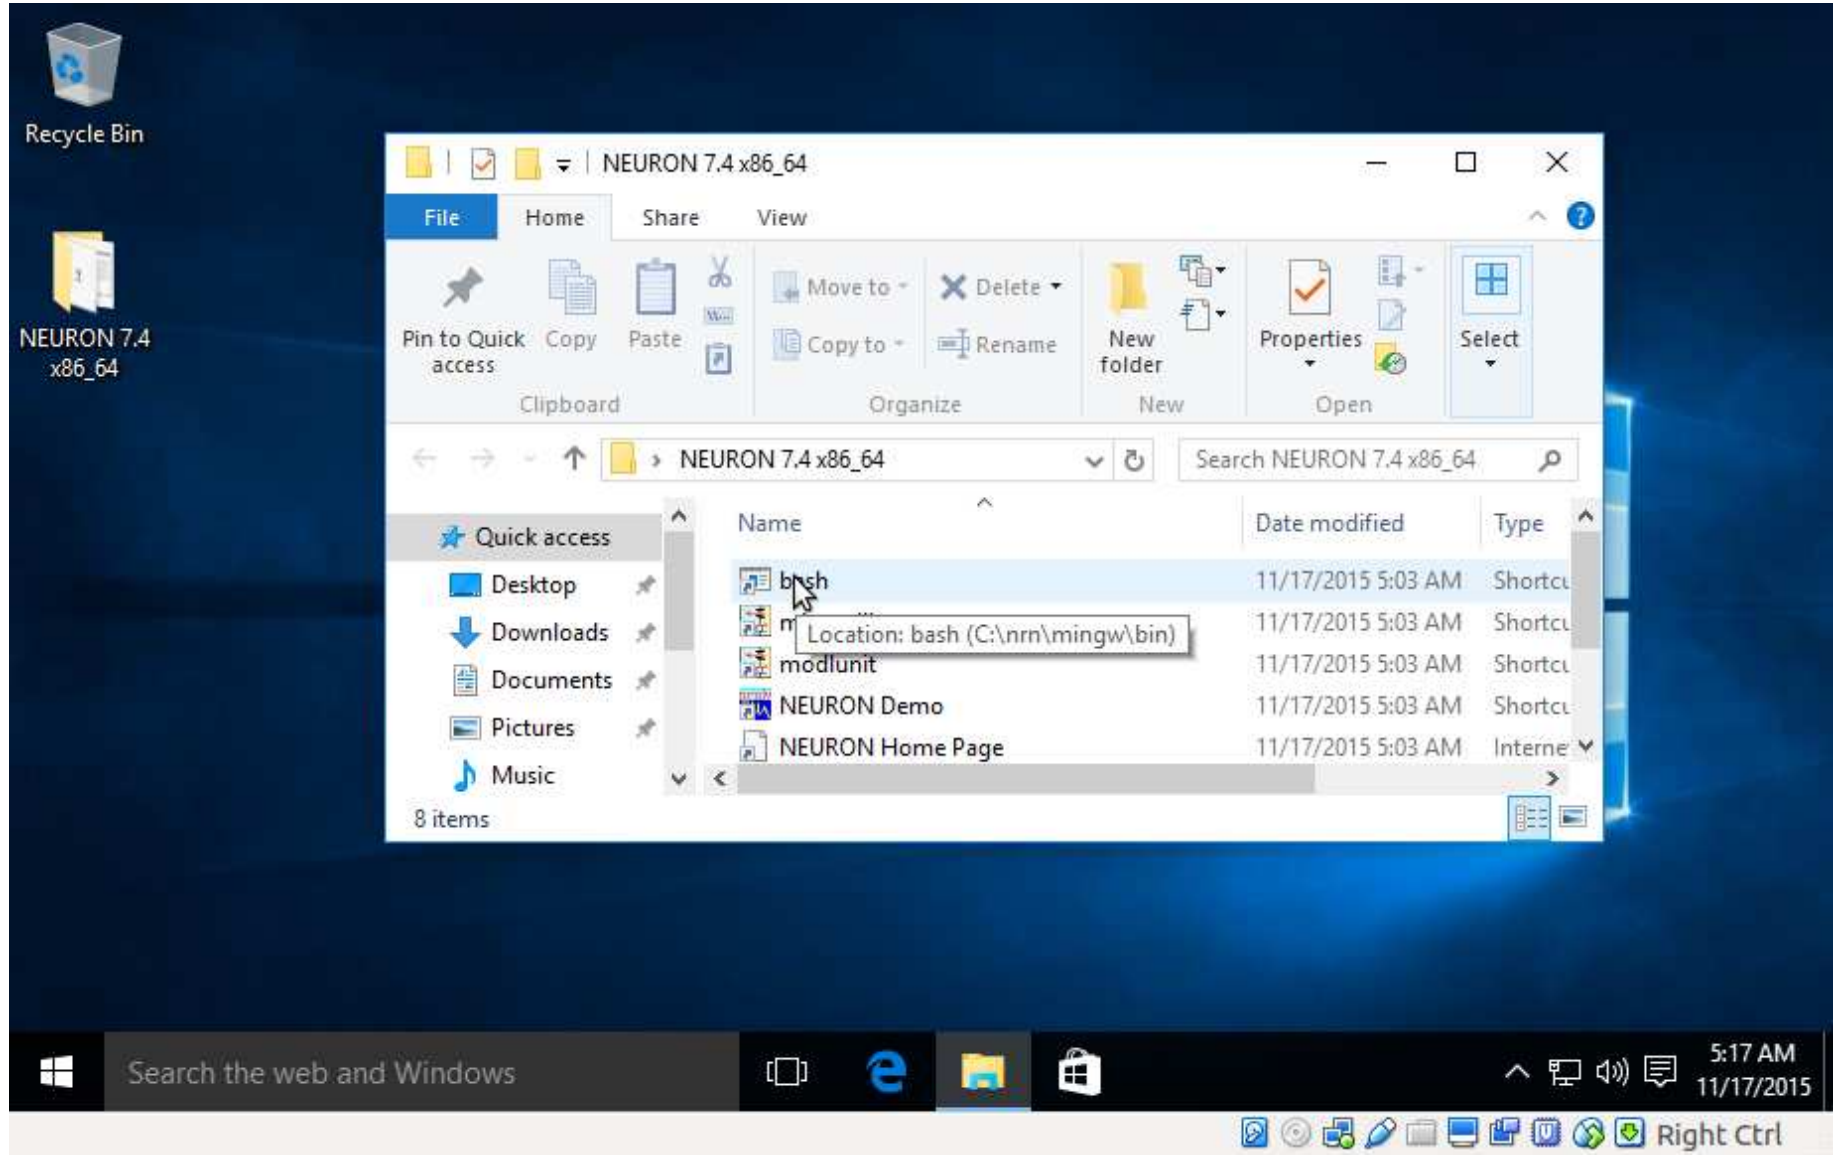 Recycle Bin
NEURON 7.4
x86_64
NEURON 7.4 x86_64
File Home Share View
Pin to Quick
access
Copy
Paste
Move to
Copy to
Delete
Rename
New
folder
Properties
Select
Clipboard Organize New Open
NEURON 7.4 x86_64
Search NEURON 7.4 x86_64
Quick access
Desktop
Downloads
Documents
Pictures
Music
Name Date modified Type
bash 11/17/2015 5:03 AM Shortcu
11/17/2015 5:03 AM Shortcu
Location: bash (C:\nrn\mingw\bin)
modlunit 11/17/2015 5:03 AM Shortcu
NEURON Demo 11/17/2015 5:03 AM Shortcu
NEURON Home Page 11/17/2015 5:03 AM Interne
8 items
Search the web and Windows
5:17 AM
11/17/2015
Right Ctrl